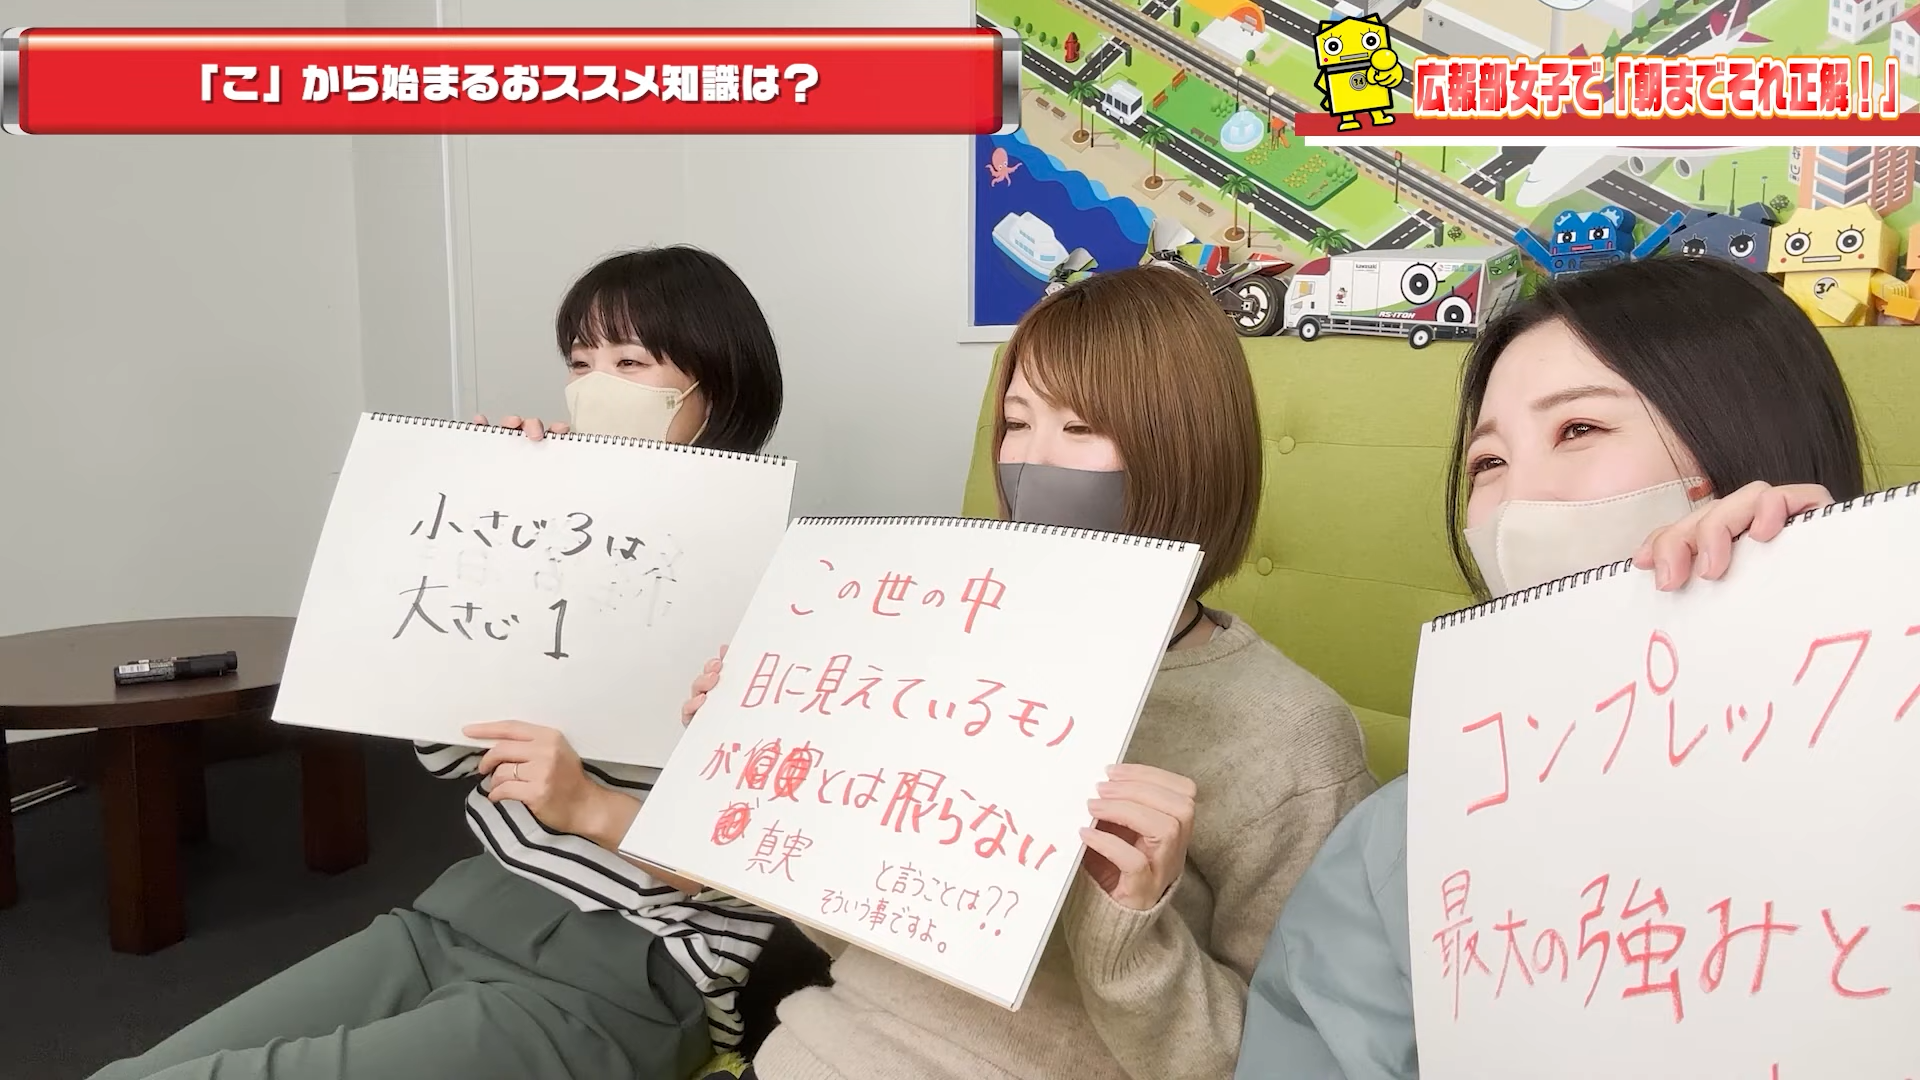 「こ」から始まるおススメ知識は？
広報部女子で「朝までそれ正解！」
小さじ3は
大さじ1
この世の中
目に見えているモノ
が とは限らない
真実
と言うことは??
そういう事ですよ。
コンプレックス
最大の強みと
kawasaki
RS-ITOH